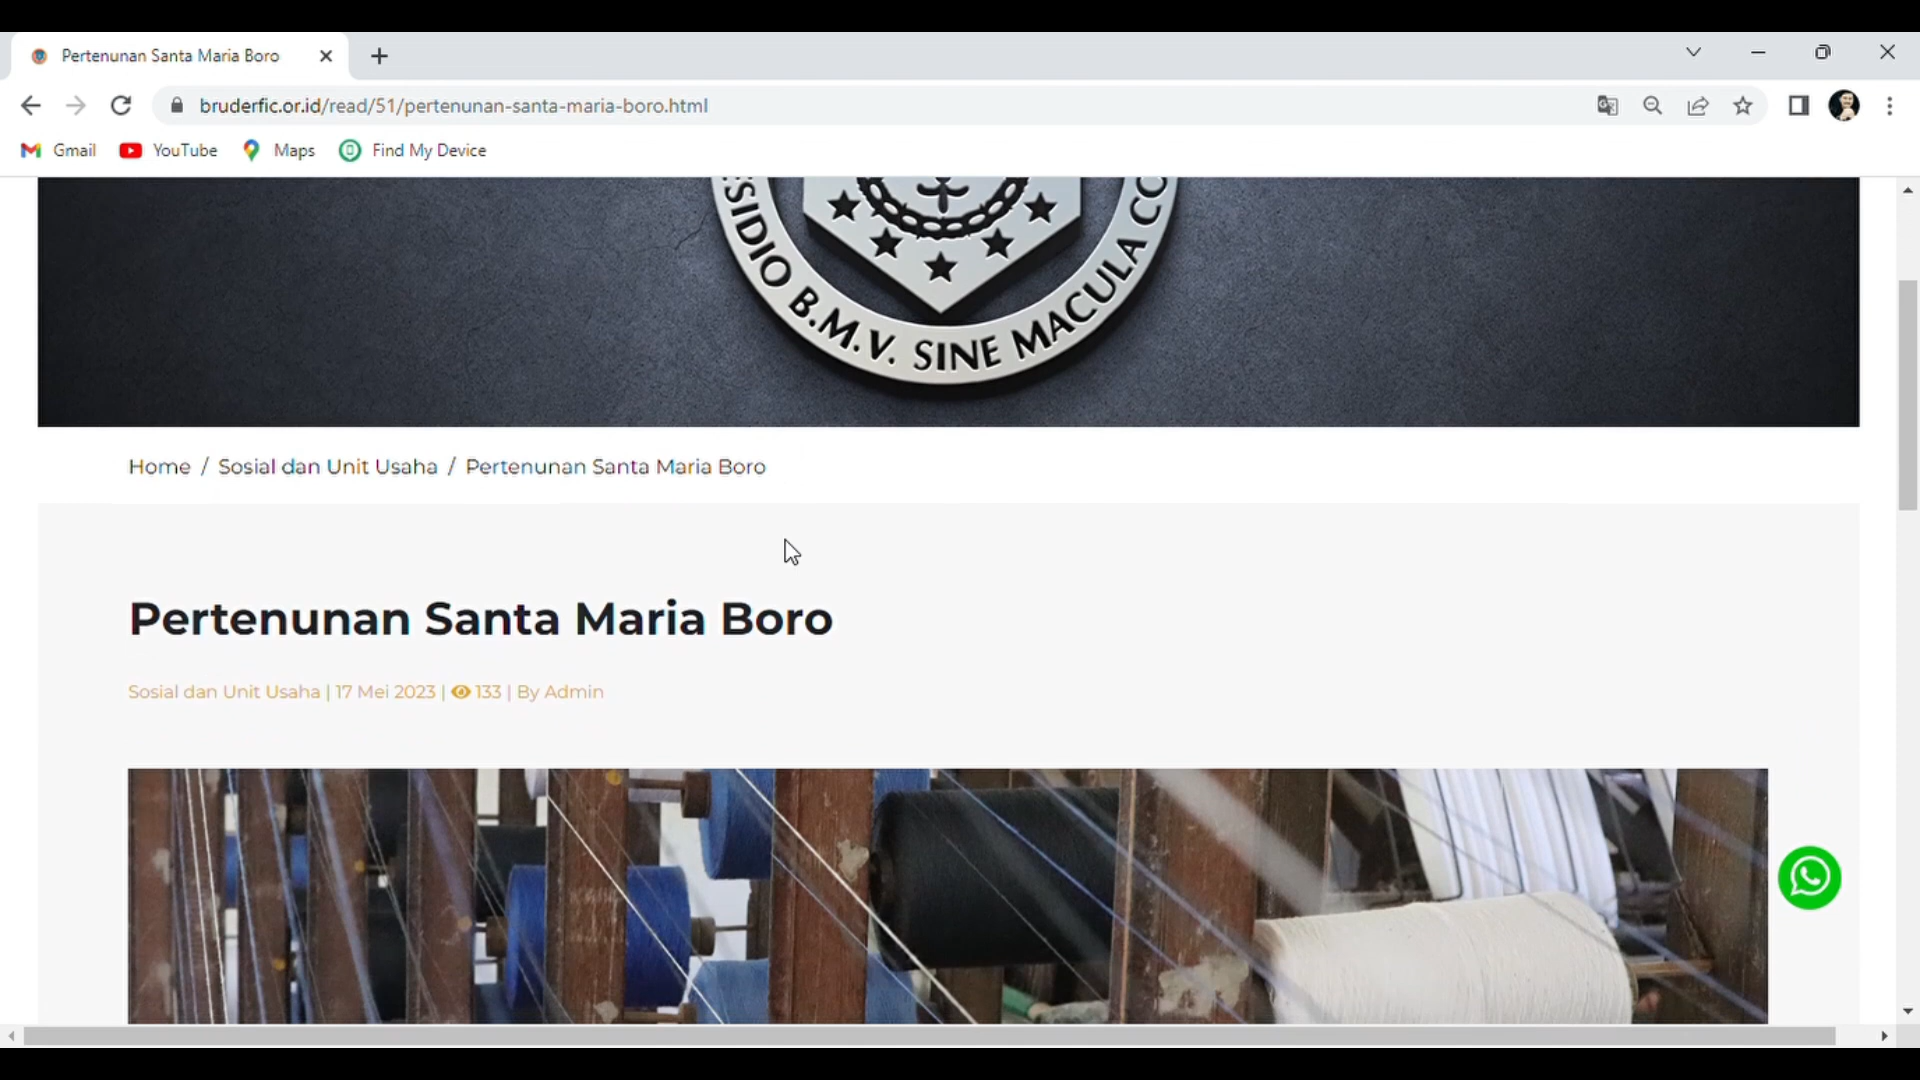 Pertenunan Santa Maria Boro
bruderfic.or.id/read/51/pertenunan-santa-maria-boro.html
Gmail
YouTube
Maps
Find My Device
SIDIO B.M.V. SINE MACULA CO
Home / Sosial dan Unit Usaha / Pertenunan Santa Maria Boro
Pertenunan Santa Maria Boro
Sosial dan Unit Usaha | 17 Mei 2023 | 133 | By Admin